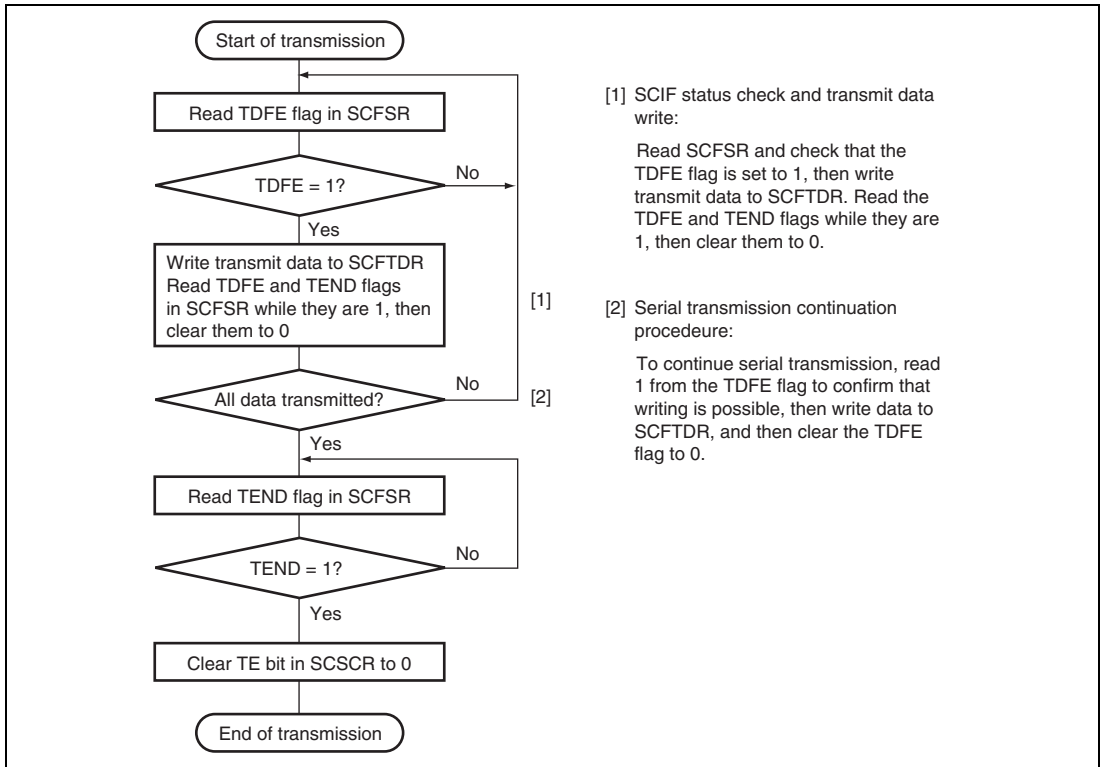 Start of transmission
Read TDFE flag in SCFSR
TDFE = 1?
No
Yes
Write transmit data to SCFTDR
Read TDFE and TEND flags
in SCFSR while they are 1, then
clear them to 0
[1]
All data transmitted?
No
[2]
Yes
Read TEND flag in SCFSR
TEND = 1?
No
Yes
Clear TE bit in SCSCR to 0
End of transmission
[1] SCIF status check and transmit data
write:
Read SCFSR and check that the
TDFE flag is set to 1, then write
transmit data to SCFTDR. Read the
TDFE and TEND flags while they are
1, then clear them to 0.
[2] Serial transmission continuation
procedeure:
To continue serial transmission, read
1 from the TDFE flag to confirm that
writing is possible, then write data to
SCFTDR, and then clear the TDFE
flag to 0.